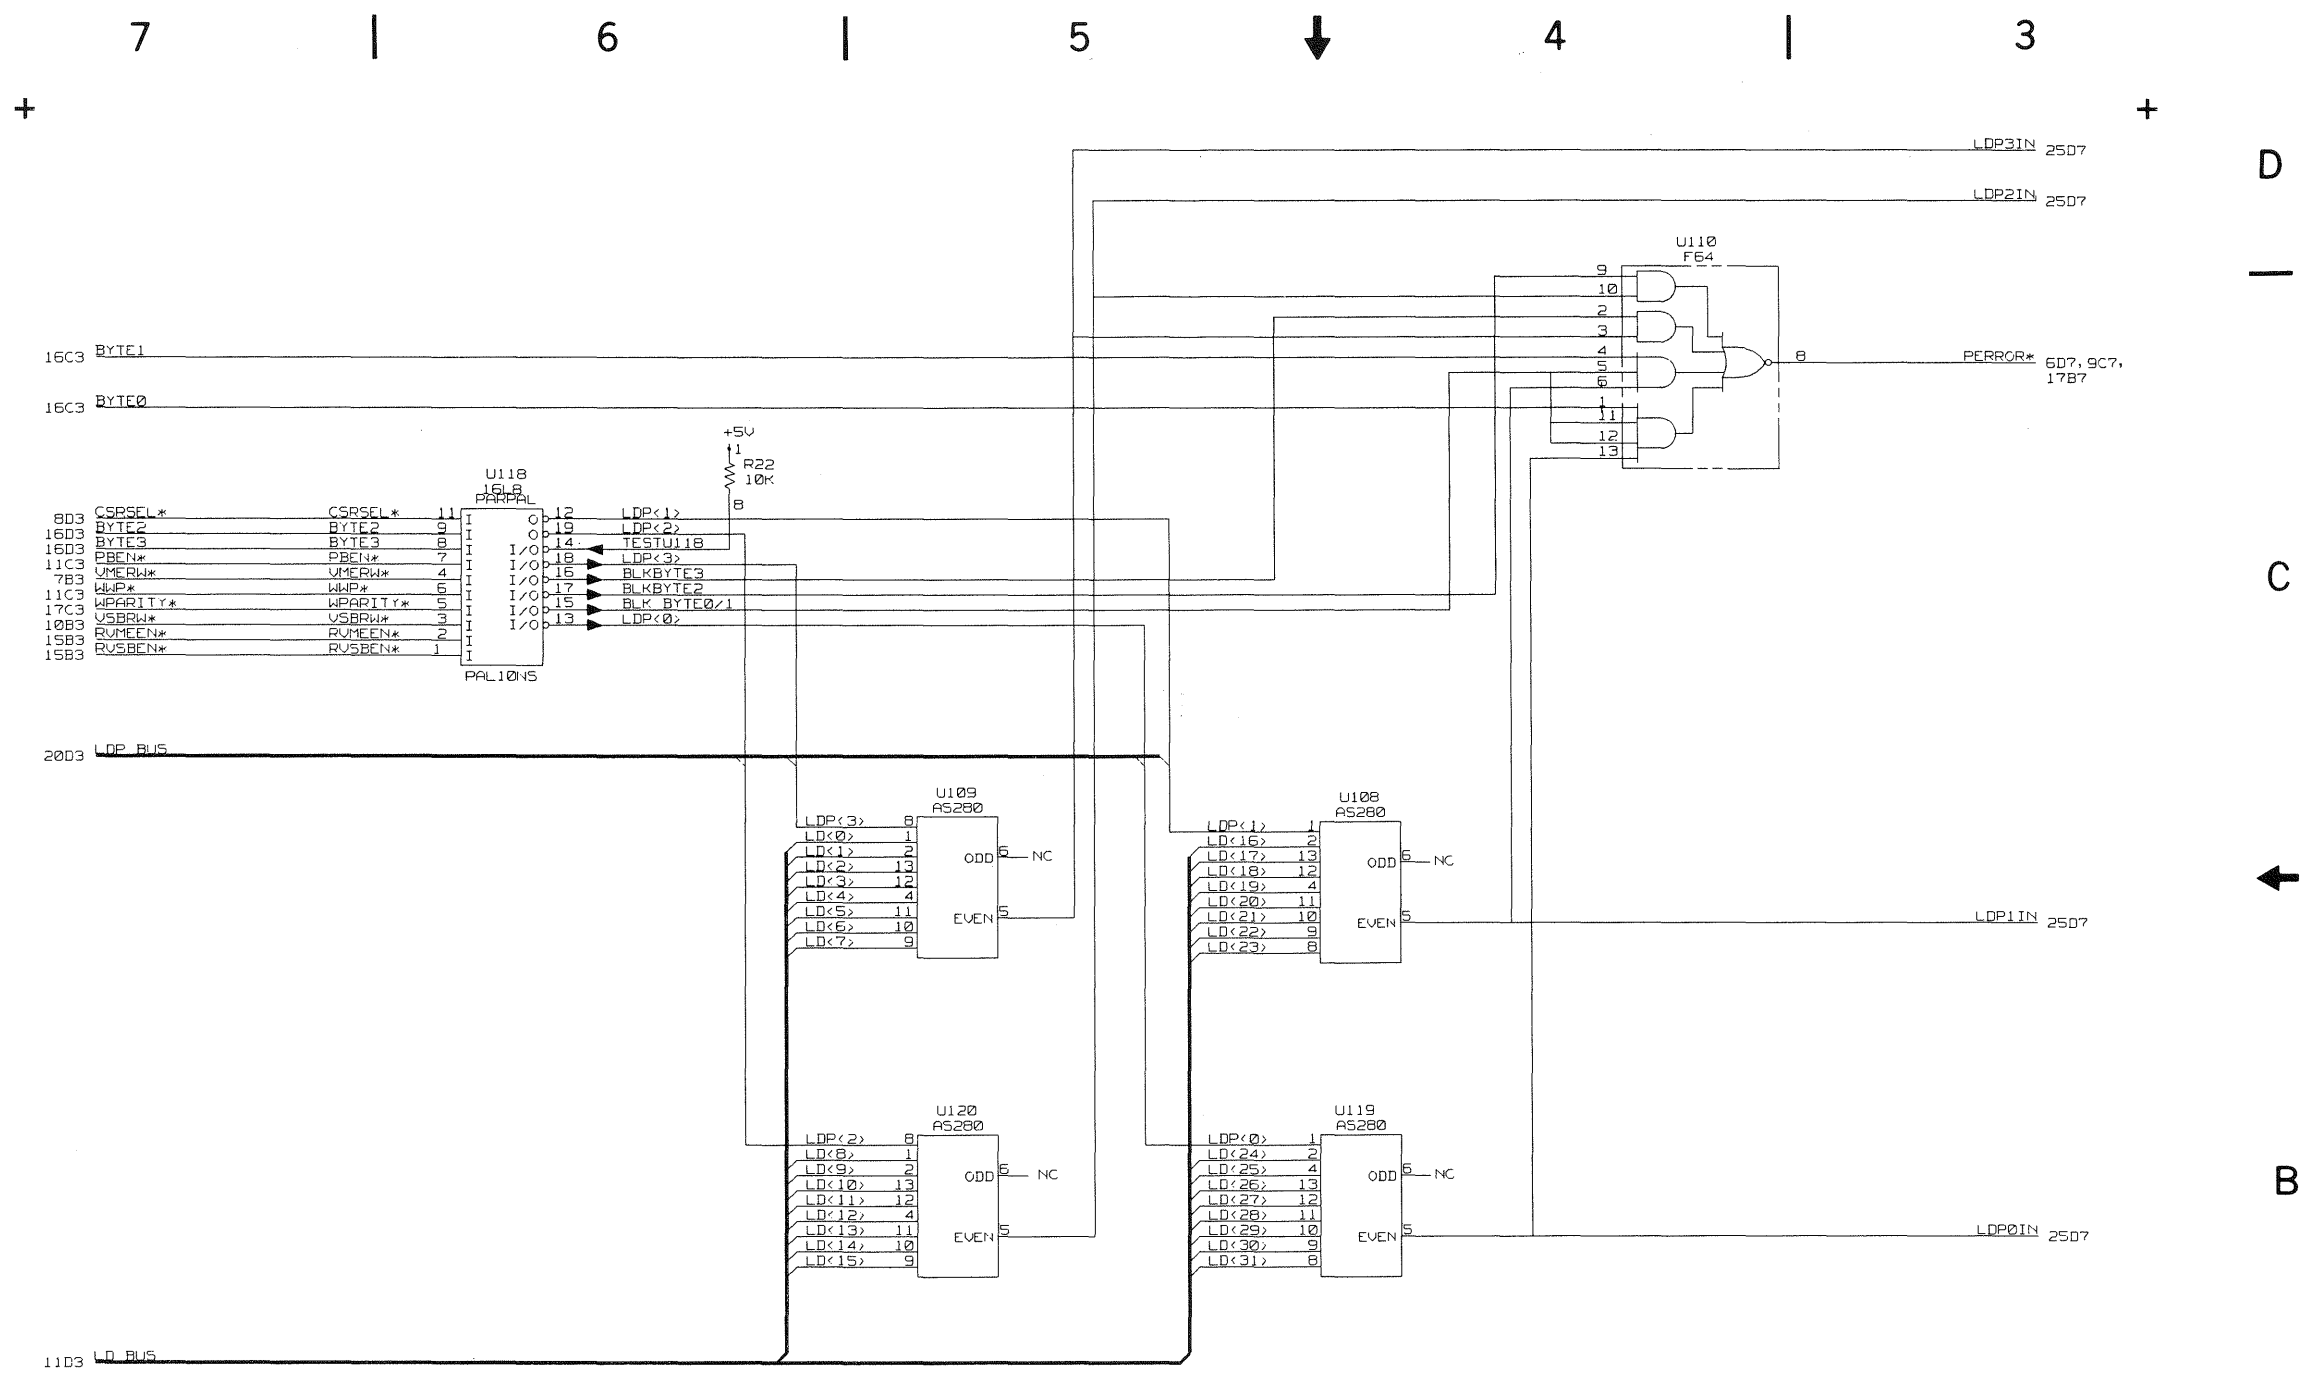 7 | 6 | 5 4 | 3
+ +
LDP3IN 25D7
D
LDP2IN 25D7
U110
F64
9
10
2
3
16C3 BYTE1 4
5
6
8 PERROR* 6D7,9C7,
17B7
16C3 BYTE0 1
11
12
13
+5V
1
R22
10K
8
U118
16L8
PARPAL
8D3 CSRSEL* CSRSEL* 11 I O 12 LDP<1>
16D3 BYTE2 BYTE2 9 I O 19 LDP<2>
16D3 BYTE3 BYTE3 8 I I/O 14 TESTU118
11C3 PBEN* PBEN* 7 I I/O 18 LDP<3>
7B3 VMERW* VMERW* 4 I I/O 16 BLKBYTE3
11C3 WWP* WWP* 6 I I/O 17 BLKBYTE2
17C3 WPARITY* WPARITY* 5 I I/O 15 BLK BYTE0/1
10B3 VSBRW* VSBRW* 3 I I/O 13 LDP<0>
15B3 RVMEEN* RVMEEN* 2 I
15B3 RVSBEN* RVSBEN* 1 I
PAL10NS
C
20D3 LDP BUS
U109
AS280
LDP<3> 8
LD<0> 1
LD<1> 2
LD<2> 13
LD<3> 12
LD<4> 4
LD<5> 11
LD<6> 10
LD<7> 9
ODD 6 NC
EVEN 5
U108
AS280
LDP<1> 1
LD<16> 2
LD<17> 13
LD<18> 12
LD<19> 4
LD<20> 11
LD<21> 10
LD<22> 9
LD<23> 8
ODD 6 NC
EVEN 5
LDP1IN 25D7
U120
AS280
LDP<2> 8
LD<8> 1
LD<9> 2
LD<10> 13
LD<11> 12
LD<12> 4
LD<13> 11
LD<14> 10
LD<15> 9
ODD 6 NC
EVEN 5
U119
AS280
LDP<0> 1
LD<24> 2
LD<25> 4
LD<26> 13
LD<27> 12
LD<28> 11
LD<29> 10
LD<30> 9
LD<31> 8
ODD 6 NC
EVEN 5
B
LDP0IN 25D7
11D3 LD BUS